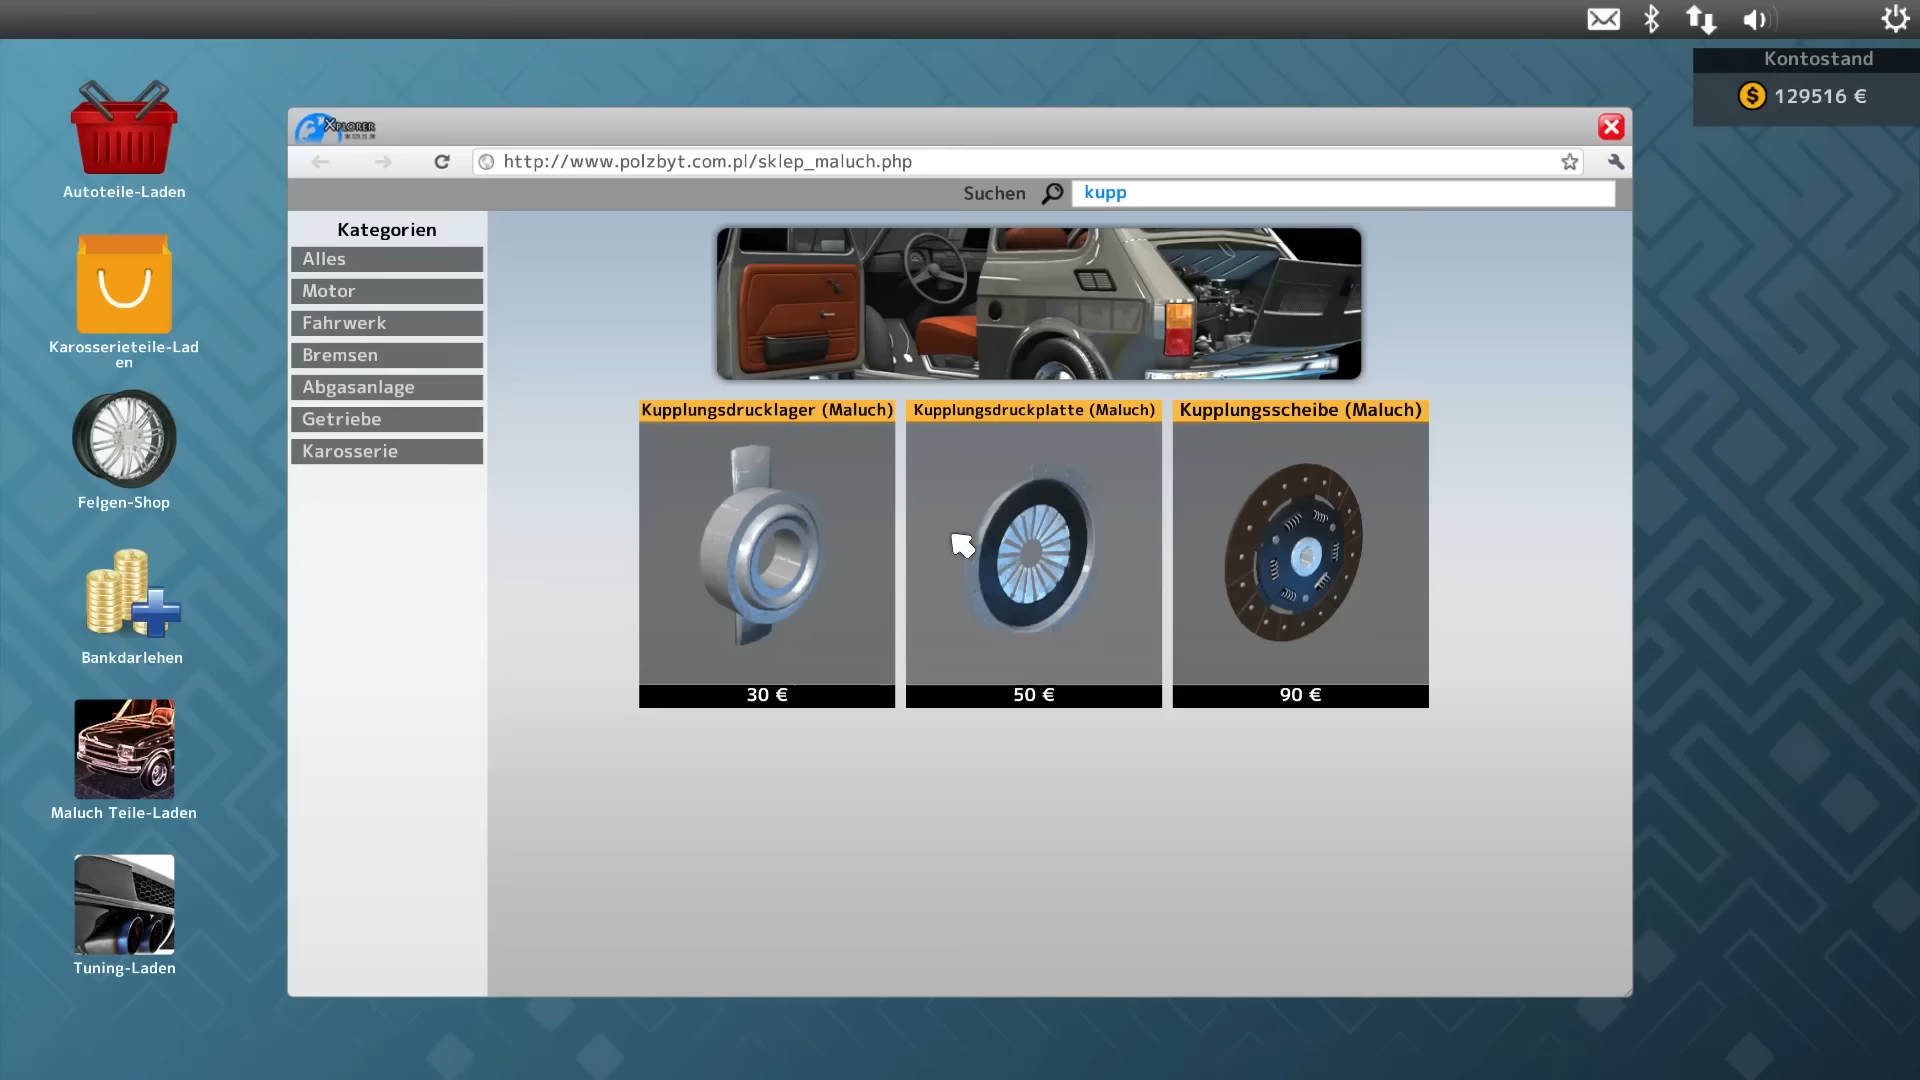 Kontostand
129516 €
Autoteile-Laden
Karosserieteile-Lad
en
Felgen-Shop
Bankdarlehen
Maluch Teile-Laden
Tuning-Laden
XPLORER
http://www.polzbyt.com.pl/sklep_maluch.php
Suchen
kupp
Kategorien
Alles
Motor
Fahrwerk
Bremsen
Abgasanlage
Getriebe
Karosserie
Kupplungsdrucklager (Maluch)
30 €
Kupplungsdruckplatte (Maluch)
50 €
Kupplungsscheibe (Maluch)
90 €